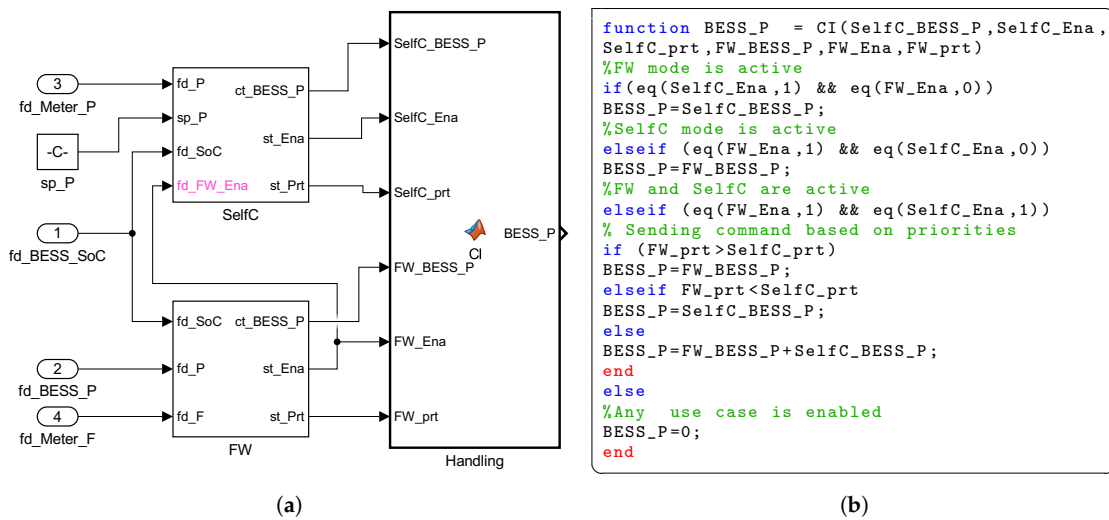 SelfC_BESS_P
3
fd_P
fd_Meter_P
ct_BESS_P
sp_P
SelfC_Ena
-C-
st_Ena
fd_SoC
sp_P
fd_FW_Ena
st_Prt
SelfC_prt
SelfC
1
BESS_P
fd_BESS_SoC
CI
FW_BESS_P
fd_SoC
ct_BESS_P
FW_Ena
2
fd_P
st_Ena
fd_BESS_P
4
fd_F
st_Prt
FW_prt
fd_Meter_F
FW
Handling
(a)
function BESS_P = CI(SelfC_BESS_P,SelfC_Ena,
SelfC_prt,FW_BESS_P,FW_Ena,FW_prt)
%FW mode is active
if(eq(SelfC_Ena,1) && eq(FW_Ena,0))
BESS_P=SelfC_BESS_P;
%SelfC mode is active
elseif (eq(FW_Ena,1) && eq(SelfC_Ena,0))
BESS_P=FW_BESS_P;
%FW and SelfC are active
elseif (eq(FW_Ena,1) && eq(SelfC_Ena,1))
% Sending command based on priorities
if (FW_prt>SelfC_prt)
BESS_P=FW_BESS_P;
elseif FW_prt<SelfC_prt
BESS_P=SelfC_BESS_P;
else
BESS_P=FW_BESS_P+SelfC_BESS_P;
end
else
%Any use case is enabled
BESS_P=0;
end
(b)